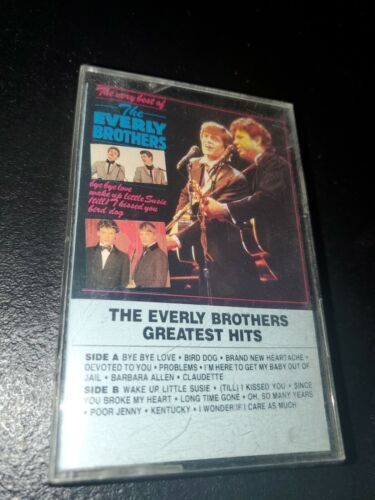 The very best of
The
EVERLY
BROTHERS
bye bye love
wake up little Susie
(till) I kissed you
bird dog
THE EVERLY BROTHERS
GREATEST HITS
SIDE A BYE BYE LOVE • BIRD DOG • BRAND NEW HEARTACHE •
DEVOTED TO YOU • PROBLEMS • I'M HERE TO GET MY BABY OUT OF
JAIL • BARBARA ALLEN • CLAUDETTE
SIDE B WAKE UP LITTLE SUSIE • (TILL) I KISSED YOU • SINCE
YOU BROKE MY HEART • LONG TIME GONE • OH, SO MANY YEARS
• POOR JENNY • KENTUCKY • I WONDER IF I CARE AS MUCH